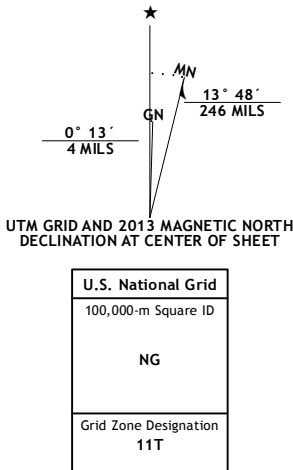 ★
MN
GN
13° 48´
246 MILS
0° 13´
4 MILS
UTM GRID AND 2013 MAGNETIC NORTH
DECLINATION AT CENTER OF SHEET
U.S. National Grid
100,000-m Square ID
NG
Grid Zone Designation
11T